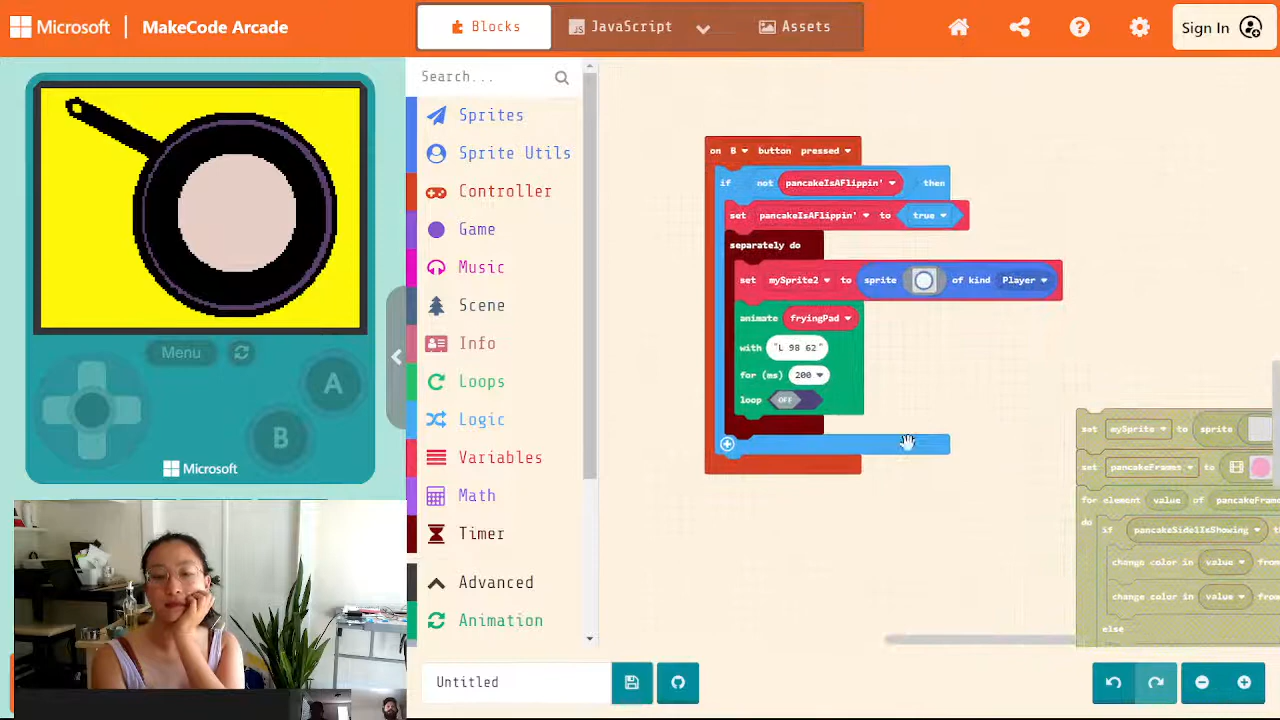 Microsoft | MakeCode Arcade
Blocks
JavaScript
Assets
Sign In
Search...
Sprites
Sprite Utils
Controller
Game
Music
Scene
Info
Loops
Logic
Variables
Math
Timer
Advanced
Animation
Menu
A
B
Microsoft
on B button pressed
if not pancakeIsAFlippin' then
set pancakeIsAFlippin' to true
separately do
set mySprite2 to sprite of kind Player
animate fryingPad
with "L 98 62"
for (ms) 200
loop OFF
set mySprite to sprite
set pancakeFrames to
for element value of pancakeFrame
do if pancakeSide1IsShowing t
change color in value from
change color in value from
else
Untitled